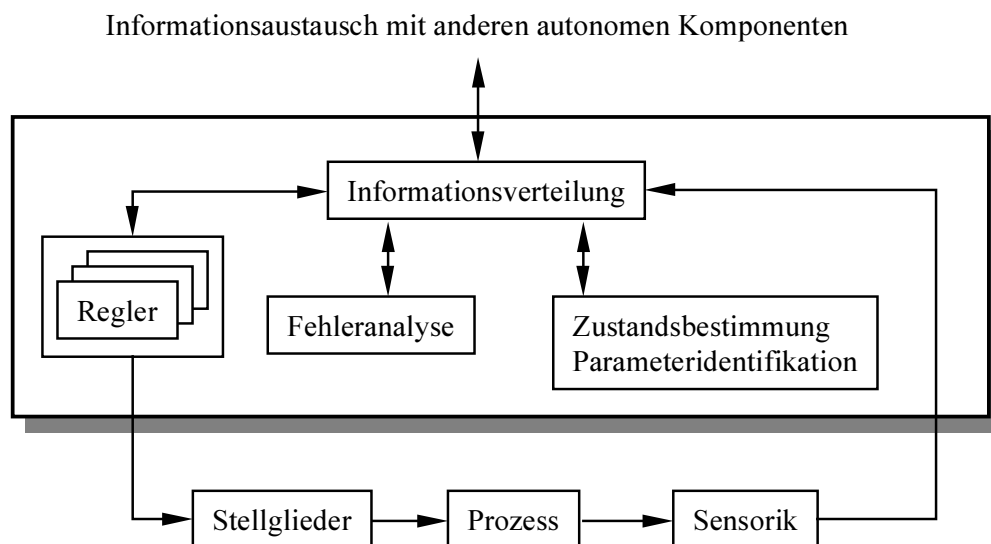 Informationsaustausch mit anderen autonomen Komponenten
Informationsverteilung
Regler
Fehleranalyse
Zustandsbestimmung
Parameteridentifikation
Stellglieder
Prozess
Sensorik